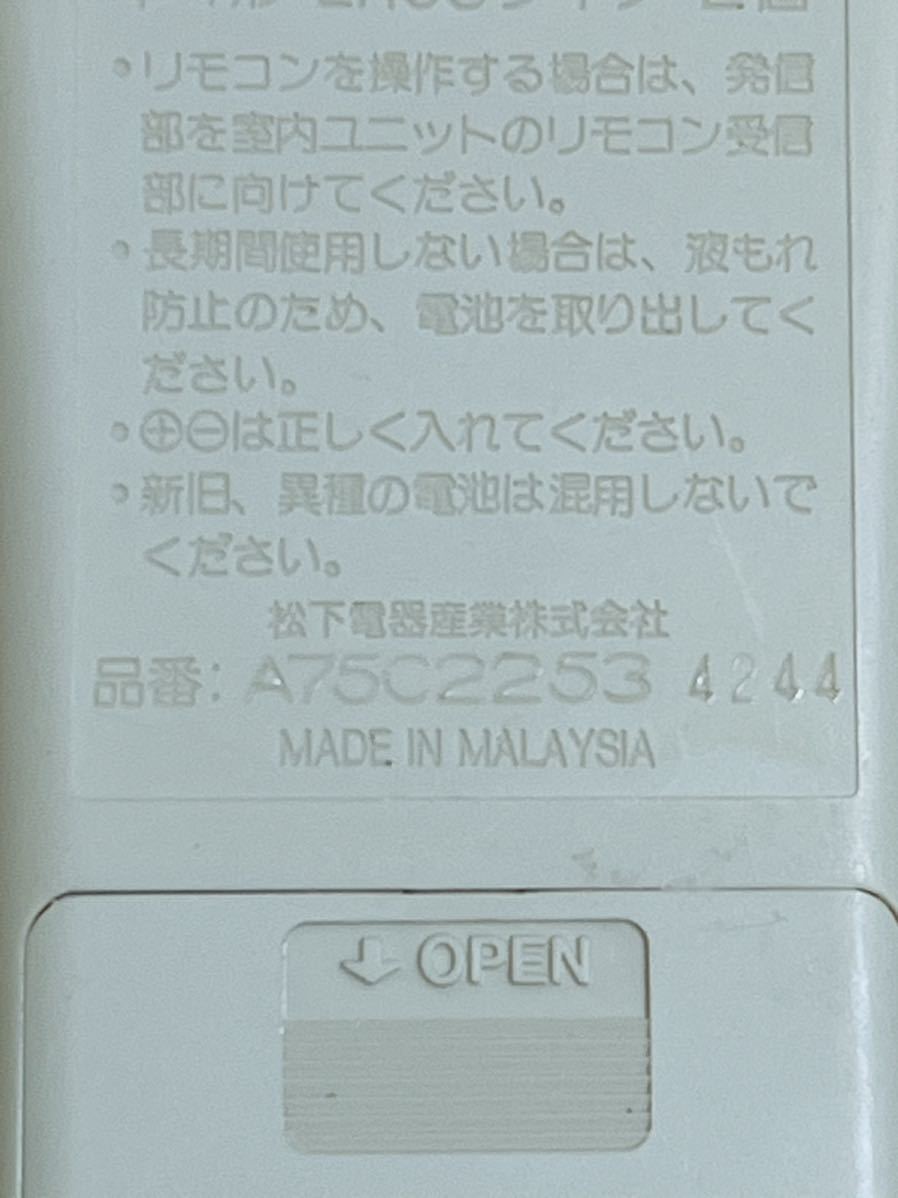 ・リモコンを操作する場合は、発信
部を室内ユニットのリモコン受信
部に向けてください。
・長期間使用しない場合は、液もれ
防止のため、電池を取り出してく
ださい。
・⊕⊖は正しく入れてください。
・新旧、異種の電池は混用しないで
ください。
松下電器産業株式会社
品番: A75C2253 4244
MADE IN MALAYSIA
↓ OPEN